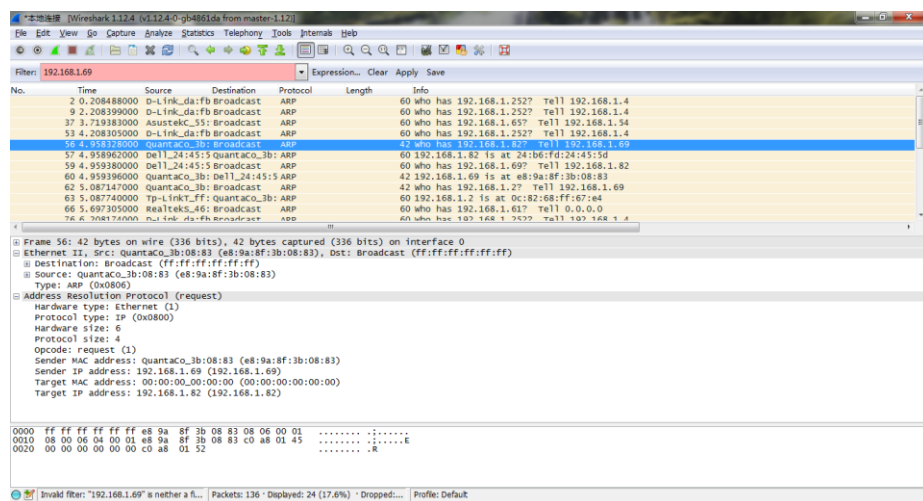 *本地连接 [Wireshark 1.12.4 (v1.12.4-0-gb4861da from master-1.12)]
File Edit View Go Capture Analyze Statistics Telephony Tools Internals Help
Filter: 192.168.1.69 Expression... Clear Apply Save
No. Time Source Destination Protocol Length Info
2 0.208488000 D-Link_da:fb Broadcast ARP 60 Who has 192.168.1.252? Tell 192.168.1.4
9 2.208399000 D-Link_da:fb Broadcast ARP 60 Who has 192.168.1.252? Tell 192.168.1.4
37 3.719383000 AsustekC_55: Broadcast ARP 60 Who has 192.168.1.65? Tell 192.168.1.54
53 4.208305000 D-Link_da:fb Broadcast ARP 60 Who has 192.168.1.252? Tell 192.168.1.4
56 4.958328000 QuantaCo_3b: Broadcast ARP 42 Who has 192.168.1.82? Tell 192.168.1.69
57 4.958962000 Dell_24:45:5 QuantaCo_3b: ARP 60 192.168.1.82 is at 24:b6:fd:24:45:5d
59 4.959380000 Dell_24:45:5 Broadcast ARP 60 Who has 192.168.1.69? Tell 192.168.1.82
60 4.959396000 QuantaCo_3b: Dell_24:45:5 ARP 42 192.168.1.69 is at e8:9a:8f:3b:08:83
62 5.087147000 QuantaCo_3b: Broadcast ARP 42 Who has 192.168.1.2? Tell 192.168.1.69
63 5.087740000 Tp-LinkT_ff: QuantaCo_3b: ARP 60 192.168.1.2 is at 0c:82:68:ff:67:e4
66 5.697305000 RealtekS_46: Broadcast ARP 60 Who has 192.168.1.61? Tell 0.0.0.0
76 6.208174000 D-Link_da:fb Broadcast ARP 60 Who has 192.168.1.252? Tell 192.168.1.4
Frame 56: 42 bytes on wire (336 bits), 42 bytes captured (336 bits) on interface 0
Ethernet II, Src: QuantaCo_3b:08:83 (e8:9a:8f:3b:08:83), Dst: Broadcast (ff:ff:ff:ff:ff:ff)
Destination: Broadcast (ff:ff:ff:ff:ff:ff)
Source: QuantaCo_3b:08:83 (e8:9a:8f:3b:08:83)
Type: ARP (0x0806)
Address Resolution Protocol (request)
Hardware type: Ethernet (1)
Protocol type: IP (0x0800)
Hardware size: 6
Protocol size: 4
Opcode: request (1)
Sender MAC address: QuantaCo_3b:08:83 (e8:9a:8f:3b:08:83)
Sender IP address: 192.168.1.69 (192.168.1.69)
Target MAC address: 00:00:00_00:00:00 (00:00:00:00:00:00)
Target IP address: 192.168.1.82 (192.168.1.82)
0000 ff ff ff ff ff ff e8 9a 8f 3b 08 83 08 06 00 01 ........ .;......
0010 08 00 06 04 00 01 e8 9a 8f 3b 08 83 c0 a8 01 45 ........ .;.....E
0020 00 00 00 00 00 00 c0 a8 01 52 ........ .R
Invalid filter: "192.168.1.69" is neither a fi... Packets: 136 · Displayed: 24 (17.6%) · Dropped:... Profile: Default